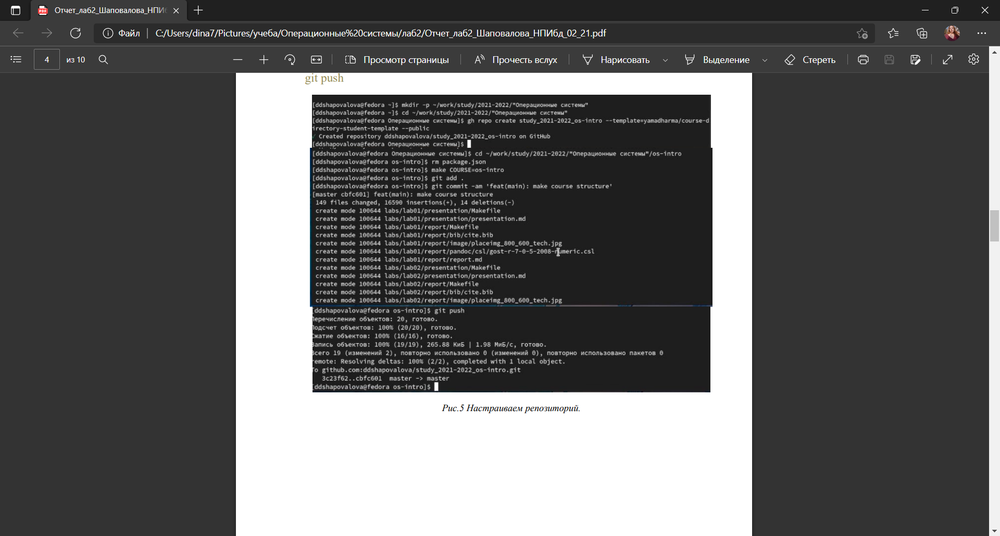 Отчет_лаб2_Шаповалова_НПИб
Файл
C:/Users/dina7/Pictures/учеба/Операционные%20системы/лаб2/Отчет_лаб2_Шаповалова_НПИбд_02_21.pdf
4 из 10
Просмотр страницы
Прочесть вслух
Нарисовать
Выделение
Стереть
git push
[ddshapovalova@fedora ~]$ mkdir -p ~/work/study/2021-2022/"Операционные системы"
[ddshapovalova@fedora ~]$ cd ~/work/study/2021-2022/"Операционные системы"
[ddshapovalova@fedora Операционные системы]$ gh repo create study_2021-2022_os-intro --template=yamadharma/course-d
irectory-student-template --public
✓ Created repository ddshapovalova/study_2021-2022_os-intro on GitHub
[ddshapovalova@fedora Операционные системы]$
[ddshapovalova@fedora Операционные системы]$ cd ~/work/study/2021-2022/"Операционные системы"/os-intro
[ddshapovalova@fedora os-intro]$ rm package.json
[ddshapovalova@fedora os-intro]$ make COURSE=os-intro
[ddshapovalova@fedora os-intro]$ git add .
[ddshapovalova@fedora os-intro]$ git commit -am 'feat(main): make course structure'
[master cbfc601] feat(main): make course structure
149 files changed, 16590 insertions(+), 14 deletions(-)
create mode 100644 labs/lab01/presentation/Makefile
create mode 100644 labs/lab01/presentation/presentation.md
create mode 100644 labs/lab01/report/Makefile
create mode 100644 labs/lab01/report/bib/cite.bib
create mode 100644 labs/lab01/report/image/placeimg_800_600_tech.jpg
create mode 100644 labs/lab01/report/pandoc/csl/gost-r-7-0-5-2008-numeric.csl
create mode 100644 labs/lab01/report/report.md
create mode 100644 labs/lab02/presentation/Makefile
create mode 100644 labs/lab02/presentation/presentation.md
create mode 100644 labs/lab02/report/Makefile
create mode 100644 labs/lab02/report/bib/cite.bib
create mode 100644 labs/lab02/report/image/placeimg_800_600_tech.jpg
[ddshapovalova@fedora os-intro]$ git push
Перечисление объектов: 20, готово.
Подсчет объектов: 100% (20/20), готово.
Сжатие объектов: 100% (16/16), готово.
Запись объектов: 100% (19/19), 265.88 КиБ | 1.98 МиБ/с, готово.
Всего 19 (изменений 2), повторно использовано 0 (изменений 0), повторно использовано пакетов 0
remote: Resolving deltas: 100% (2/2), completed with 1 local object.
To github.com:ddshapovalova/study_2021-2022_os-intro.git
3c23f62..cbfc601 master -> master
[ddshapovalova@fedora os-intro]$
Рис.5 Настраиваем репозиторий.